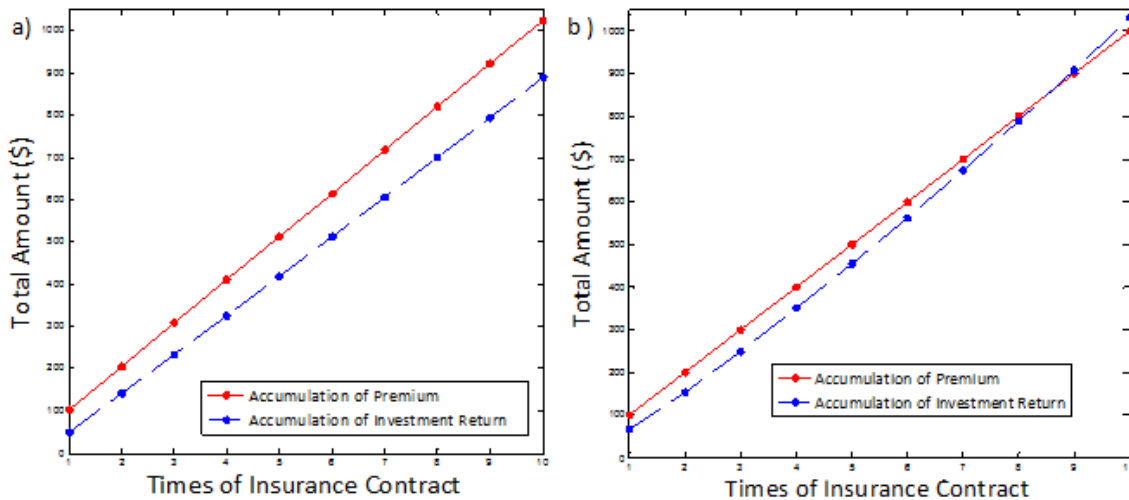 a)
1000
900
800
700
600
500
400
300
200
100
0
Total Amount ($)
Accumulation of Premium
Accumulation of Investment Return
1 2 3 4 5 6 7 8 9 10
Times of Insurance Contract
b )
1000
900
800
700
600
500
400
300
200
100
0
Total Amount ($)
Accumulation of Premium
Accumulation of Investment Return
1 2 3 4 5 6 7 8 9 1
Times of Insurance Contract